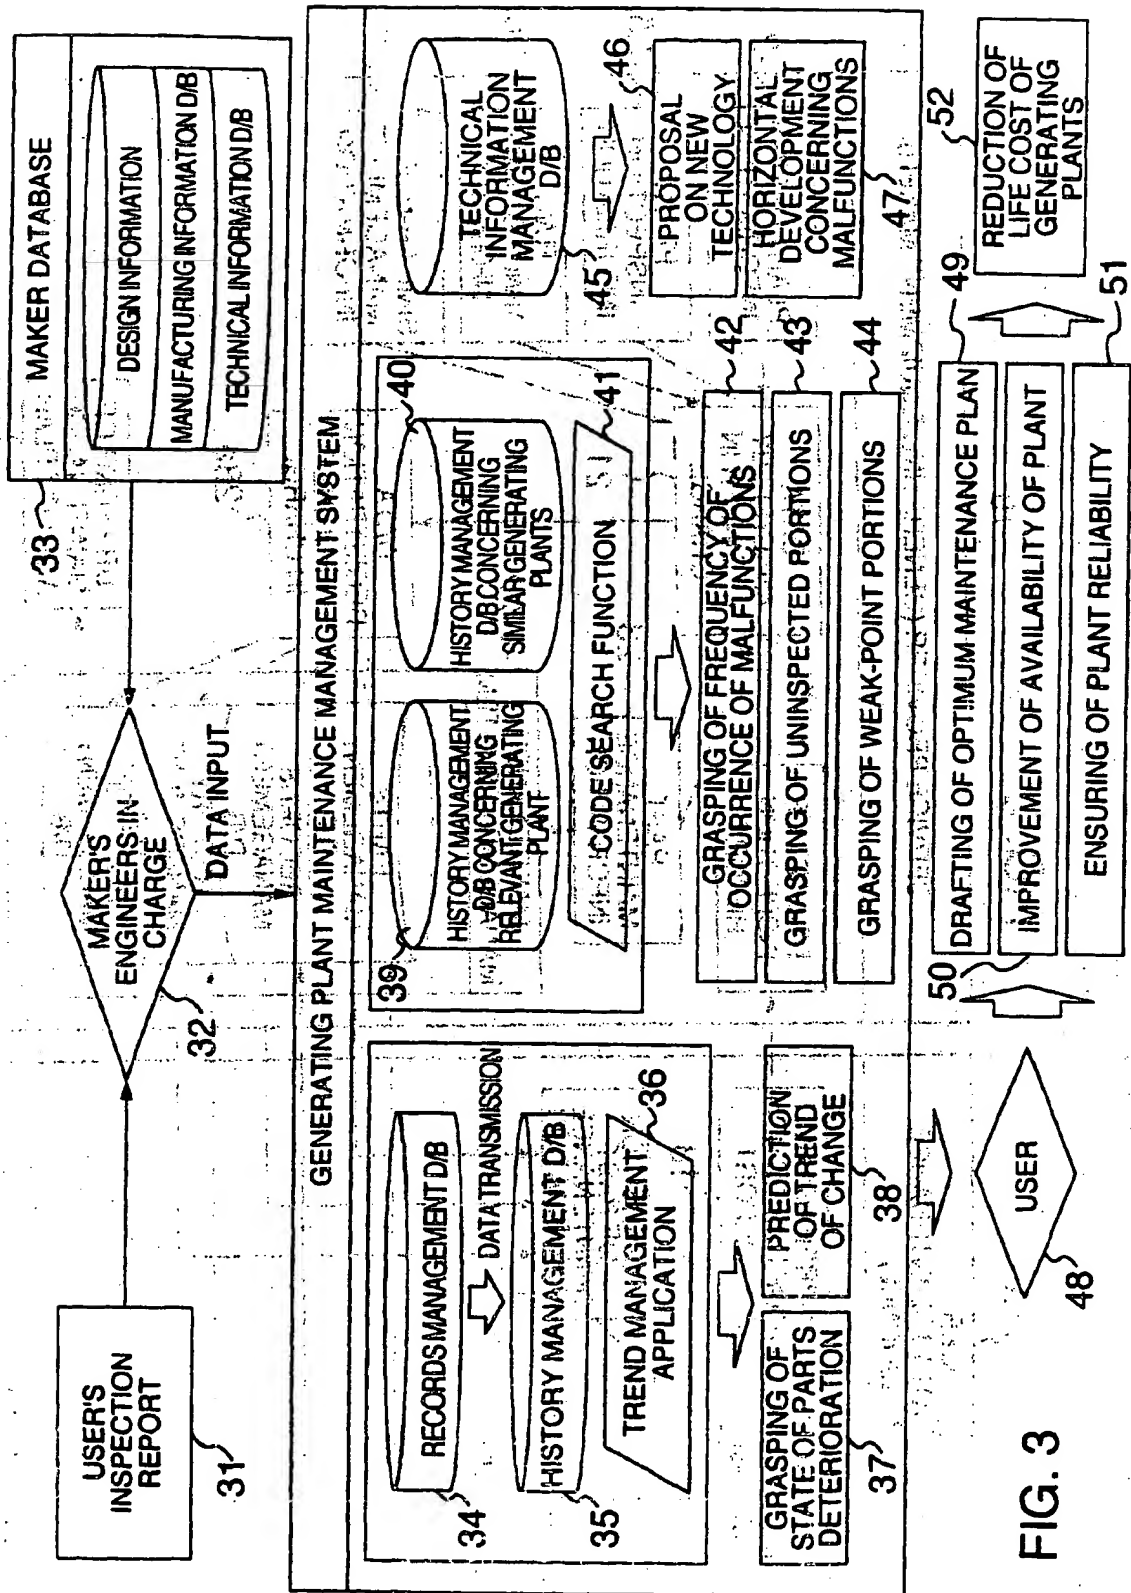 USER'S
INSPECTION
REPORT
31
MAKER'S
ENGINEERS IN
CHARGE
32
DATA INPUT
33
MAKER DATABASE
DESIGN INFORMATION
MANUFACTURING INFORMATION D/B
TECHNICAL INFORMATION D/B
GENERATING PLANT MAINTENANCE MANAGEMENT SYSTEM
RECORDS MANAGEMENT D/B
34
DATA TRANSMISSION
HISTORY MANAGEMENT D/B
35
TREND MANAGEMENT
APPLICATION
36
GRASPING OF
STATE OF PARTS
DETERIORATION
37
PREDICTION
OF TREND
OF CHANGE
38
39
HISTORY MANAGEMENT
D/B CONCERNING
RELEVANT GENERATING
PLANT
40
HISTORY MANAGEMENT
D/B CONCERNING
SIMILAR GENERATING
PLANTS
CODE SEARCH FUNCTION
41
GRASPING OF FREQUENCY OF
OCCURRENCE OF MALFUNCTIONS
42
GRASPING OF UNINSPECTED PORTIONS
43
GRASPING OF WEAK-POINT PORTIONS
44
TECHNICAL
INFORMATION
MANAGEMENT
D/B
45
46
PROPOSAL
ON NEW
TECHNOLOGY
HORIZONTAL
DEVELOPMENT
CONCERNING
MALFUNCTIONS
47
USER
48
49
DRAFTING OF OPTIMUM MAINTENANCE PLAN
50
IMPROVEMENT OF AVAILABILITY OF PLANT
ENSURING OF PLANT RELIABILITY
51
52
REDUCTION OF
LIFE COST OF
GENERATING
PLANTS
FIG. 3